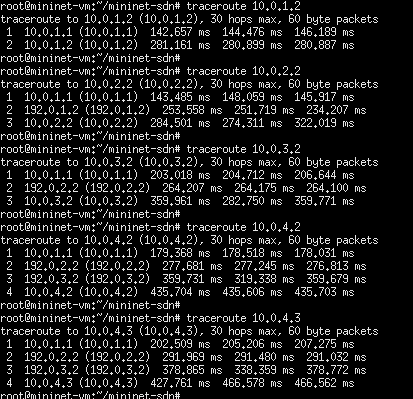 root@mininet-vm:~/mininet-sdn# traceroute 10.0.1.2
traceroute to 10.0.1.2 (10.0.1.2), 30 hops max, 60 byte packets
1 10.0.1.1 (10.0.1.1) 142.657 ms 144.476 ms 146.189 ms
2 10.0.1.2 (10.0.1.2) 281.161 ms 280.899 ms 280.887 ms
root@mininet-vm:~/mininet-sdn# traceroute 10.0.2.2
traceroute to 10.0.2.2 (10.0.2.2), 30 hops max, 60 byte packets
1 10.0.1.1 (10.0.1.1) 143.485 ms 148.059 ms 145.917 ms
2 192.0.1.2 (192.0.1.2) 253.558 ms 251.719 ms 234.207 ms
3 10.0.2.2 (10.0.2.2) 284.501 ms 274.311 ms 322.019 ms
root@mininet-vm:~/mininet-sdn#
root@mininet-vm:~/mininet-sdn# traceroute 10.0.3.2
traceroute to 10.0.3.2 (10.0.3.2), 30 hops max, 60 byte packets
1 10.0.1.1 (10.0.1.1) 203.018 ms 204.712 ms 206.644 ms
2 192.0.2.2 (192.0.2.2) 264.207 ms 264.175 ms 264.100 ms
3 10.0.3.2 (10.0.3.2) 359.961 ms 282.750 ms 359.771 ms
root@mininet-vm:~/mininet-sdn#
root@mininet-vm:~/mininet-sdn# traceroute 10.0.4.2
traceroute to 10.0.4.2 (10.0.4.2), 30 hops max, 60 byte packets
1 10.0.1.1 (10.0.1.1) 179.368 ms 178.518 ms 178.031 ms
2 192.0.2.2 (192.0.2.2) 277.681 ms 277.245 ms 276.813 ms
3 192.0.3.2 (192.0.3.2) 359.731 ms 319.338 ms 359.679 ms
4 10.0.4.2 (10.0.4.2) 435.704 ms 435.606 ms 435.703 ms
root@mininet-vm:~/mininet-sdn#
root@mininet-vm:~/mininet-sdn# traceroute 10.0.4.3
traceroute to 10.0.4.3 (10.0.4.3), 30 hops max, 60 byte packets
1 10.0.1.1 (10.0.1.1) 202.509 ms 205.206 ms 207.275 ms
2 192.0.2.2 (192.0.2.2) 291.969 ms 291.480 ms 291.032 ms
3 192.0.3.2 (192.0.3.2) 378.865 ms 338.359 ms 378.772 ms
4 10.0.4.3 (10.0.4.3) 427.761 ms 466.578 ms 466.562 ms
root@mininet-vm:~/mininet-sdn#